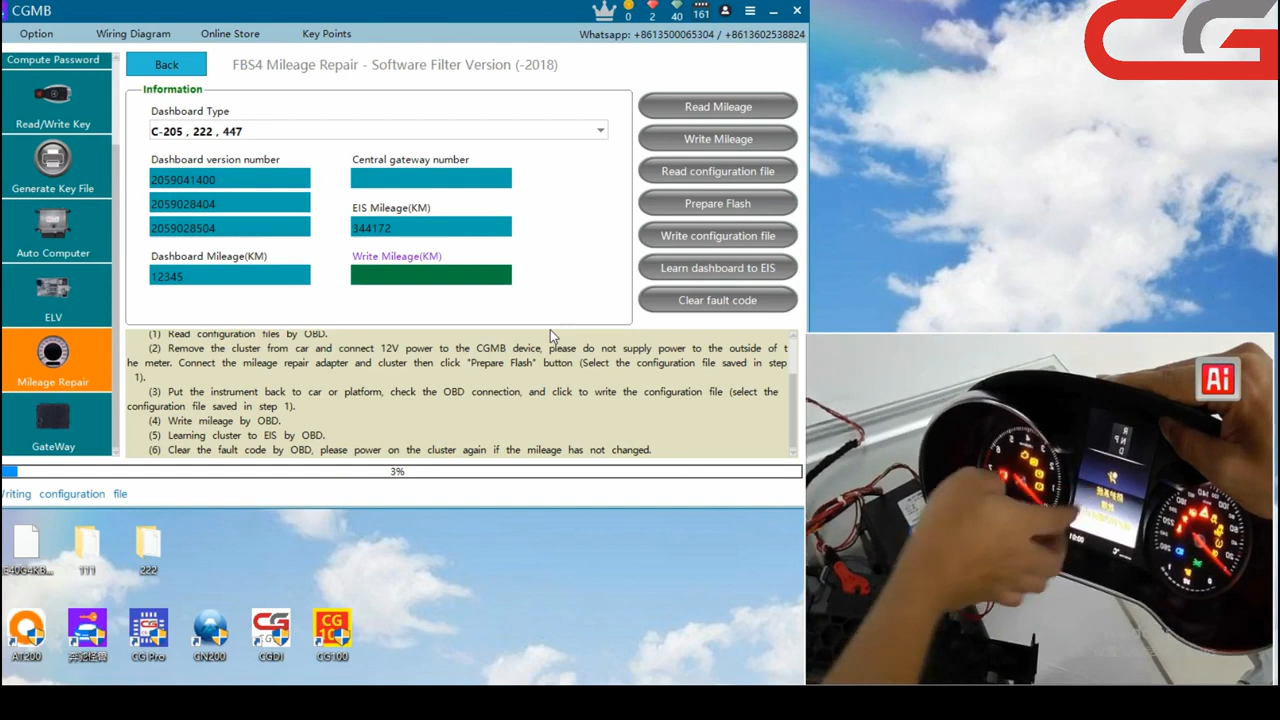 CGMB
0 2 40 161
Option Wiring Diagram Online Store Key Points Whatsapp: +8613500065304 / +8613602538824
Compute Password
Read/Write Key
Generate Key File
Auto Computer
ELV
Mileage Repair
GateWay
Back
FBS4 Mileage Repair - Software Filter Version (-2018)
Information
Dashboard Type
C-205 , 222 , 447
Dashboard version number
2059041400
2059028404
2059028504
Central gateway number
EIS Mileage(KM)
344172
Dashboard Mileage(KM)
12345
Write Mileage(KM)
Read Mileage
Write Mileage
Read configuration file
Prepare Flash
Write configuration file
Learn dashboard to EIS
Clear fault code
(1) Read configuration files by OBD.
(2) Remove the cluster from car and connect 12V power to the CGMB device, please do not supply power to the outside of t
he meter. Connect the mileage repair adapter and cluster then click "Prepare Flash" button (Select the configuration file saved in step
1).
(3) Put the instrument back to car or platform, check the OBD connection, and click to write the configuration file (select the
configuration file saved in step 1).
(4) Write mileage by OBD.
(5) Learning cluster to EIS by OBD.
(6) Clear the fault code by OBD, please power on the cluster again if the mileage has not changed.
3%
riting configuration file
111
222
AT200
CG Pro
CN200
CGDI
CG100
CG
Ai
R
N P
D